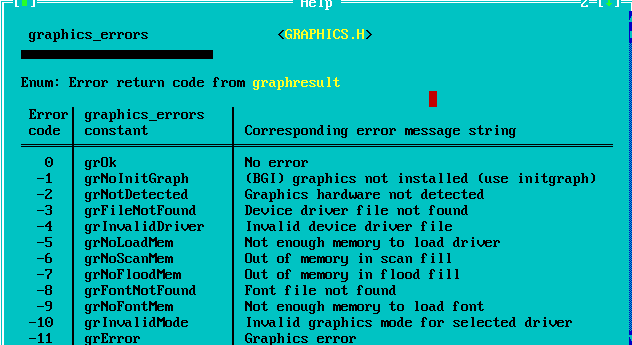 [■] Help 2=[↑]
graphics_errors <GRAPHICS.H>
Enum: Error return code from graphresult
Error graphics_errors
code constant Corresponding error message string
0 grOk No error
-1 grNoInitGraph (BGI) graphics not installed (use initgraph)
-2 grNotDetected Graphics hardware not detected
-3 grFileNotFound Device driver file not found
-4 grInvalidDriver Invalid device driver file
-5 grNoLoadMem Not enough memory to load driver
-6 grNoScanMem Out of memory in scan fill
-7 grNoFloodMem Out of memory in flood fill
-8 grFontNotFound Font file not found
-9 grNoFontMem Not enough memory to load font
-10 grInvalidMode Invalid graphics mode for selected driver
-11 grError Graphics error